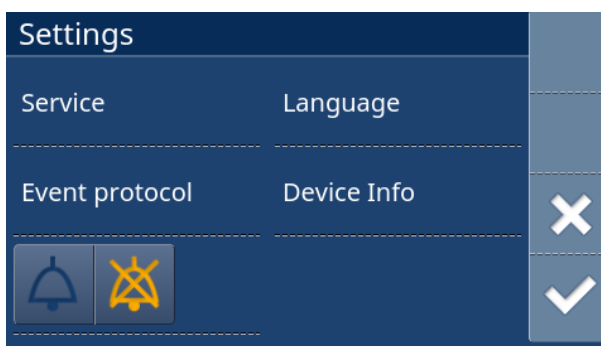 Settings
Service
Language
Event protocol
Device Info